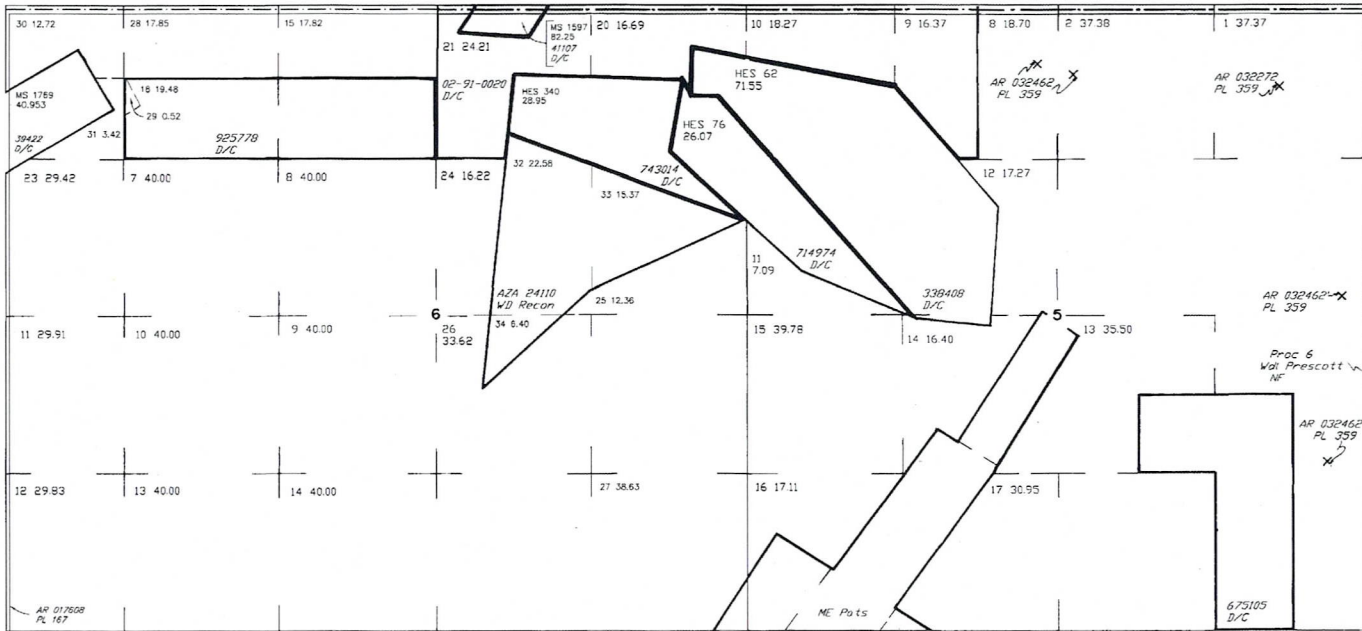 30 12.72
28 17.85
15 17.82
20 16.69
10 18.27
9 16.37
8 18.70
2 37.38
1 37.37
MS 1597
82.25
41107
D/C
21 24.21
HES 62
71.55
AR 032462
PL 359
AR 032272
PL 359
MS 1769
40.953
39422
D/C
31 3.42
18 19.48
29 0.52
925778
D/C
02-91-0020
D/C
HES 340
28.95
HES 76
26.07
23 29.42
7 40.00
8 40.00
24 16.22
32 22.58
743014
D/C
33 15.37
12 17.27
11
7.09
714974
D/C
338408
D/C
AZA 24110
WD Recon
34 6.40
25 12.36
AR 032462
PL 359
11 29.91
10 40.00
9 40.00
6
26
33.62
15 39.78
14 16.40
5
13 35.50
Proc 6
Wdl Prescott
NF
AR 032462
PL 359
12 29.83
13 40.00
14 40.00
27 38.63
16 17.11
17 30.95
AR 017608
PL 167
ME Pats
675105
D/C